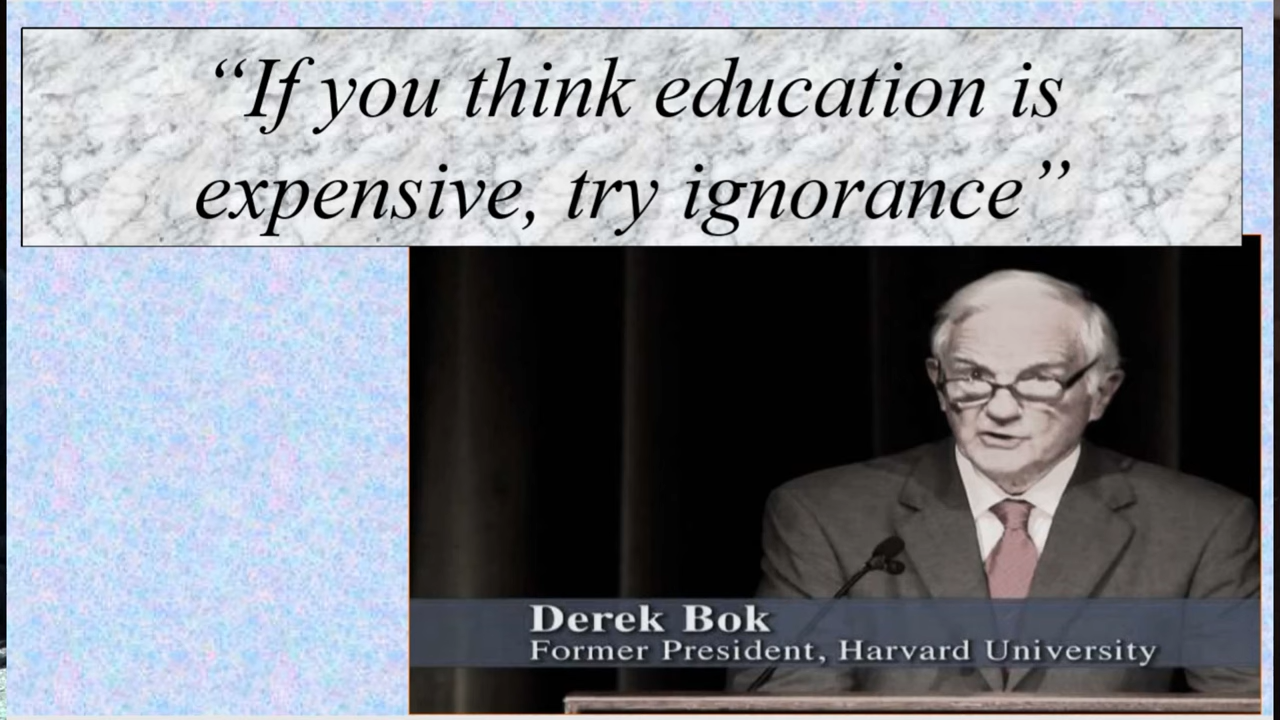 “If you think education is
expensive, try ignorance”
Derek Bok
Former President, Harvard University